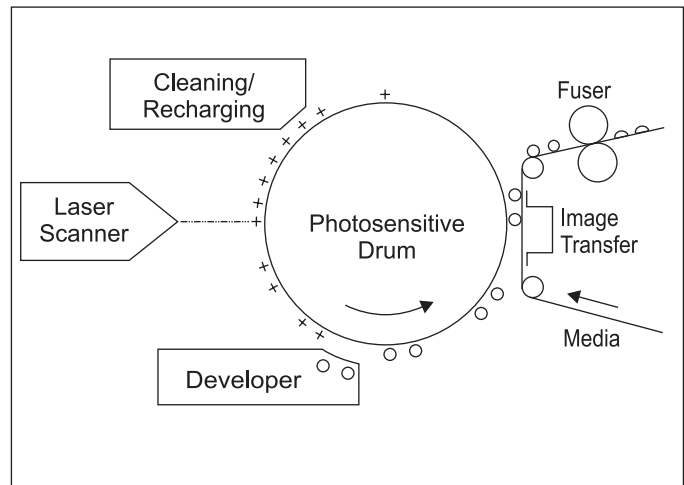 Cleaning/
Recharging
Fuser
Laser
Scanner
Photosensitive
Drum
Image
Transfer
Media
Developer